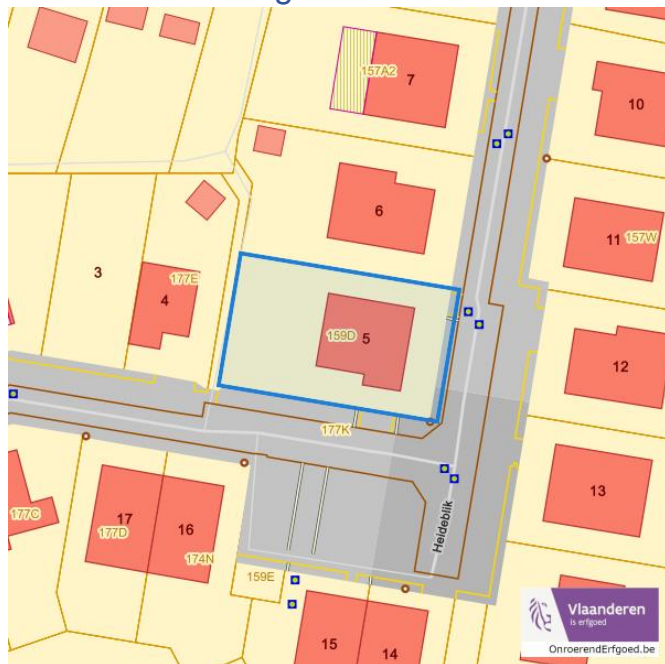 157A2
7
10
6
11
157W
3
4
177E
5
159D
12
177K
13
177C
17
177D
16
174N
Heideblik
159E
15
14
Vlaanderen
is erfgoed
OnroerendErfgoed.be